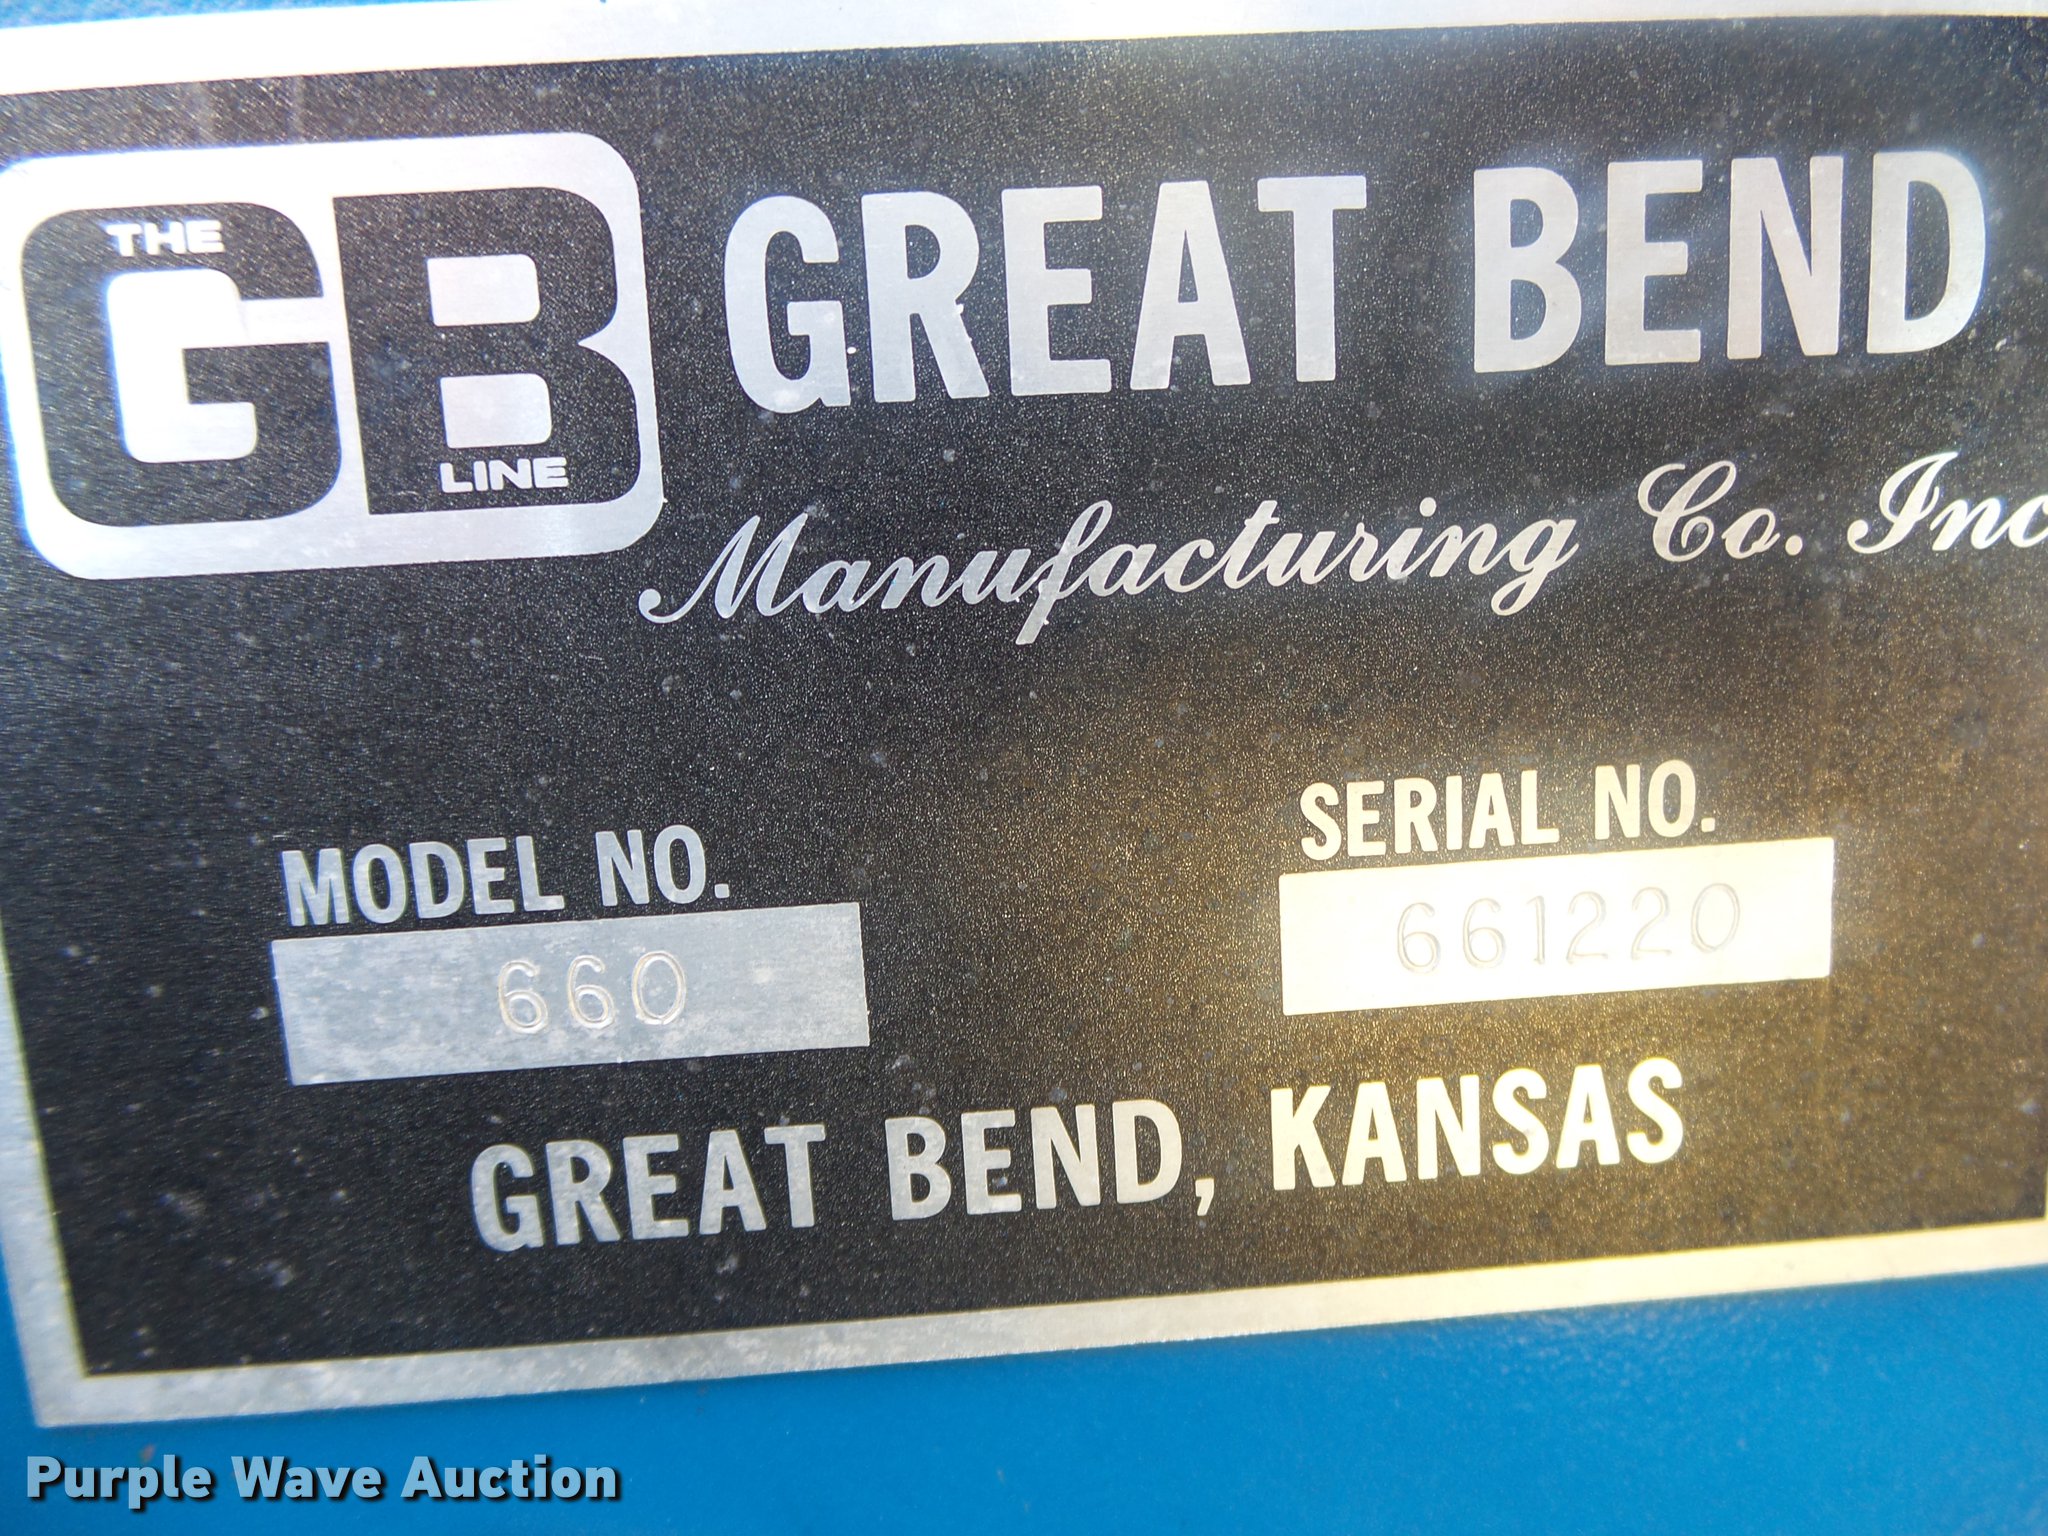 THE
GB
LINE
GREAT BEND
Manufacturing Co. Inc
MODEL NO.
660
SERIAL NO.
661220
GREAT BEND, KANSAS
Purple Wave Auction